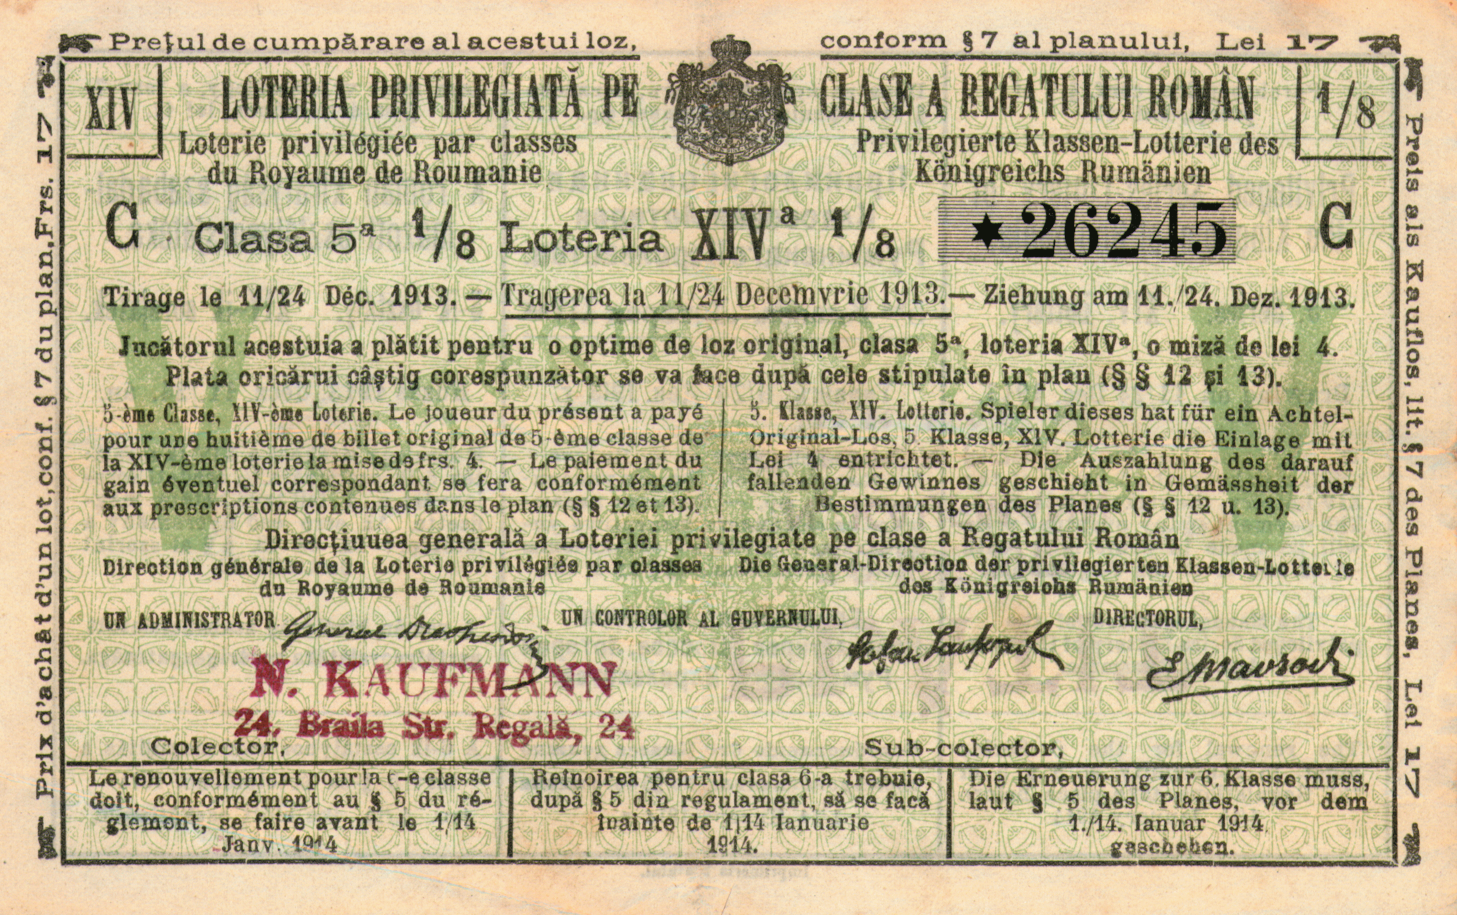 Prețul de cumpărare al acestui loz, conform § 7 al planului, Lei 17
Prix d'achat d'un lot, conf. § 7 du plan, Frs. 17
Preis als Kauflos, lit. § 7 des Planes, Lei 17
XIV
LOTERIA PRIVILEGIATĂ PE CLASE A REGATULUI ROMÂN
1/8
Loterie privilégiée par classes
du Royaume de Roumanie
Privilegierte Klassen-Lotterie des
Königreichs Rumänien
C Clasa 5ª 1/8 Loteria XIVª 1/8 ★26245 C
Tirage le 11/24 Déc. 1913. — Tragerea la 11/24 Decemvrie 1913. — Ziehung am 11./24. Dez. 1913.
Jucătorul acestuia a plătit pentru o optime de loz original, clasa 5ª, loteria XIVª, o miză de lei 4.
Plata oricărui câștig corespunzător se va face după cele stipulate în plan (§ § 12 și 13).
5-ème Classe, XIV-ème Loterie. Le joueur du présent a payé
pour une huitième de billet original de 5-ème classe de
la XIV-ème loterie la mise de frs. 4. — Le paiement du
gain éventuel correspondant se fera conformément
aux prescriptions contenues dans le plan (§ § 12 et 13).
5. Klasse, XIV. Lotterie. Spieler dieses hat für ein Achtel-
Original-Los, 5. Klasse, XIV. Lotterie die Einlage mit
Lei 4 entrichtet. — Die Auszahlung des darauf
fallenden Gewinnes geschieht in Gemässheit der
Bestimmungen des Planes (§ § 12 u. 13).
Direcțiuuea generală a Loteriei privilegiate pe clase a Regatului Român
Direction générale de la Loterie privilégiée par classes
du Royaume de Roumanie
Die General-Direction der privilegierten Klassen-Lotterie
des Königreichs Rumänien
UN ADMINISTRATOR
General
UN CONTROLOR AL GUVERNULUI,
DIRECTORUL,
N. KAUFMANN
24. Braila Str. Regală, 24
Colector,
Sub-colector,
Le renouvellement pour la 6-e classe
doit, conformément au § 5 du ré-
glement, se faire avant le 1/14
Janv. 1914
Reînoirea pentru clasa 6-a trebuie,
după § 5 din regulament, să se facă
înainte de 1|14 Ianuarie
1914.
Die Erneuerung zur 6. Klasse muss,
laut § 5 des Planes, vor dem
1./14. Ianuar 1914
geschehen.
V V